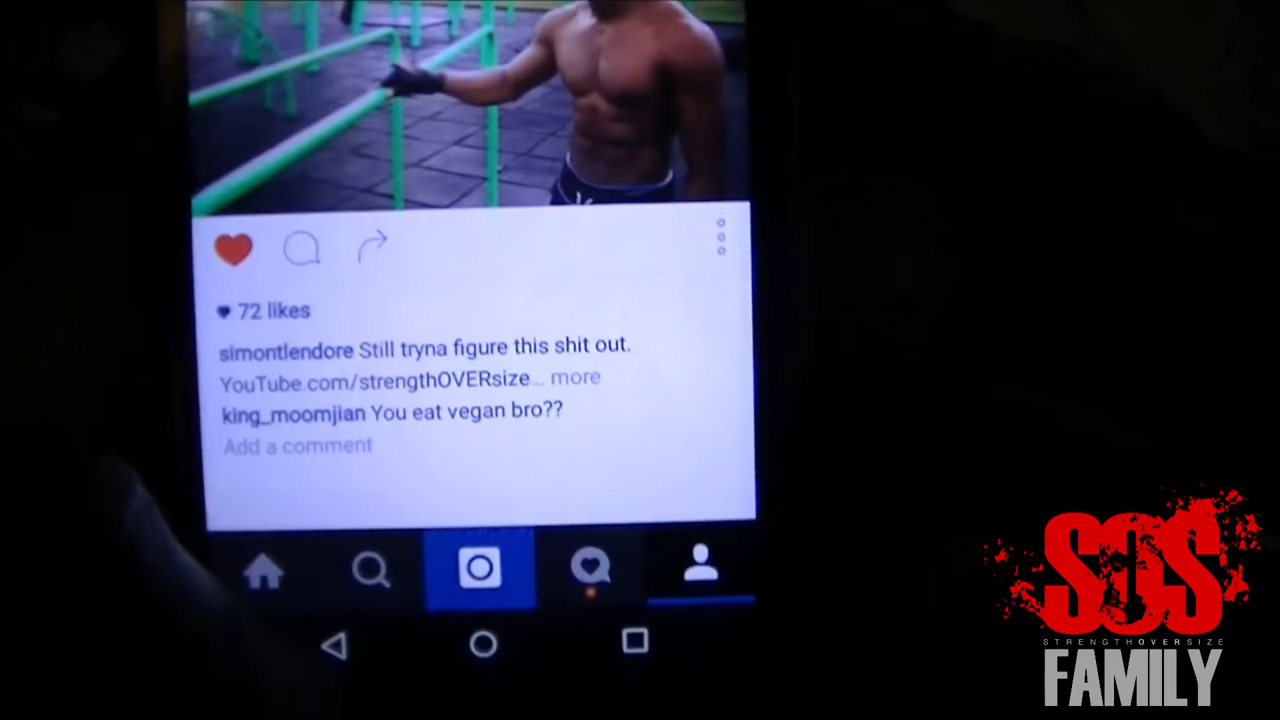 72 likes
simontlendore Still tryna figure this shit out.
YouTube.com/strengthOVERsize... more
king_moomjian You eat vegan bro??
Add a comment
SOS
STRENGTHOVERSIZE
FAMILY